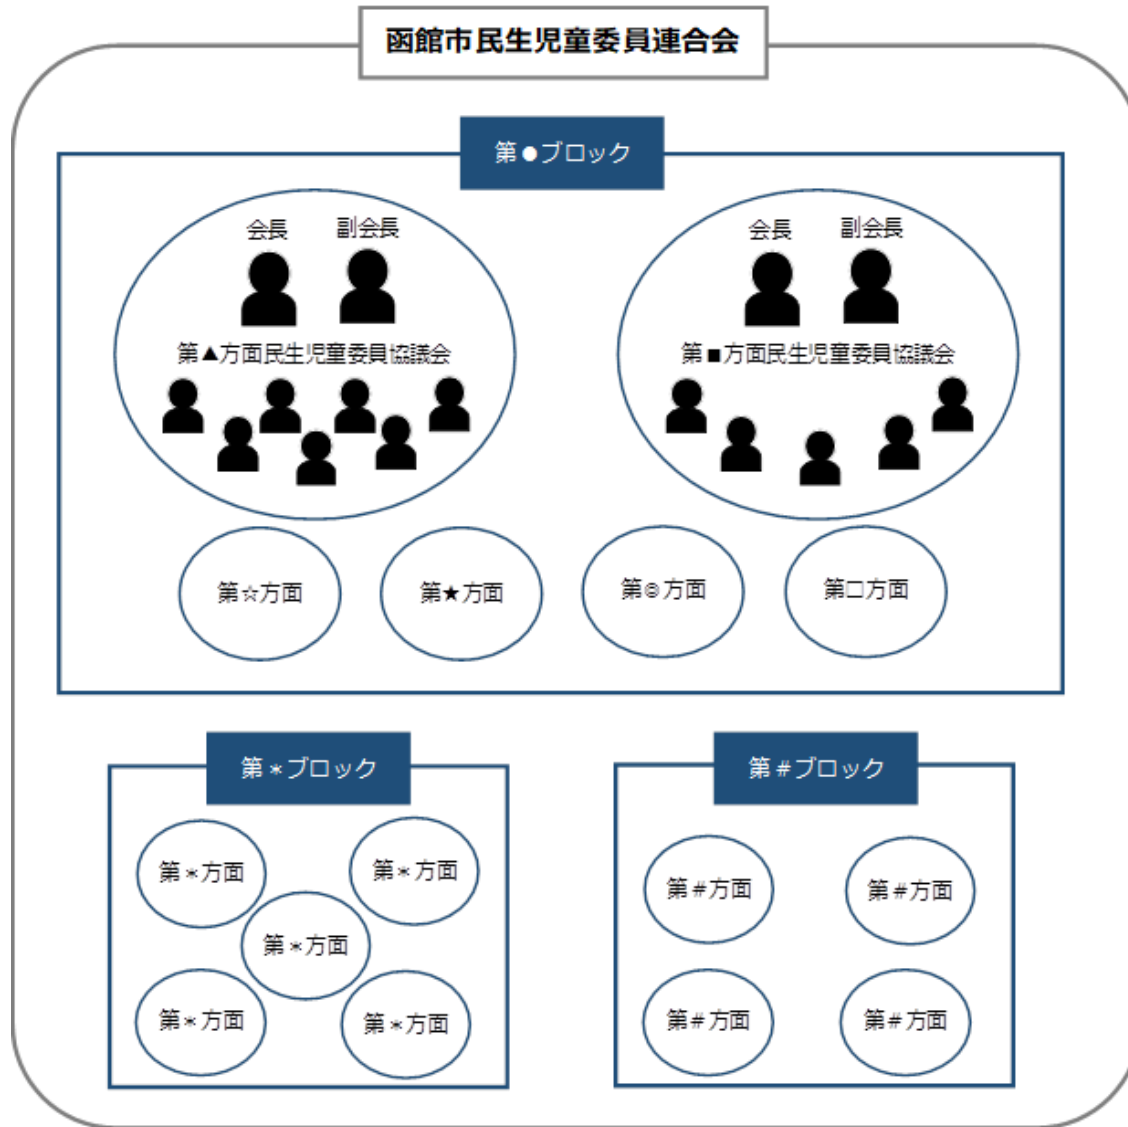 函館市民生児童委員連合会
第●ブロック
会長 副会長
第▲方面民生児童委員協議会
会長 副会長
第■方面民生児童委員協議会
第☆方面
第★方面
第◎方面
第□方面
第＊ブロック
第＊方面
第＊方面
第＊方面
第＊方面
第＊方面
第＃ブロック
第＃方面
第＃方面
第＃方面
第＃方面